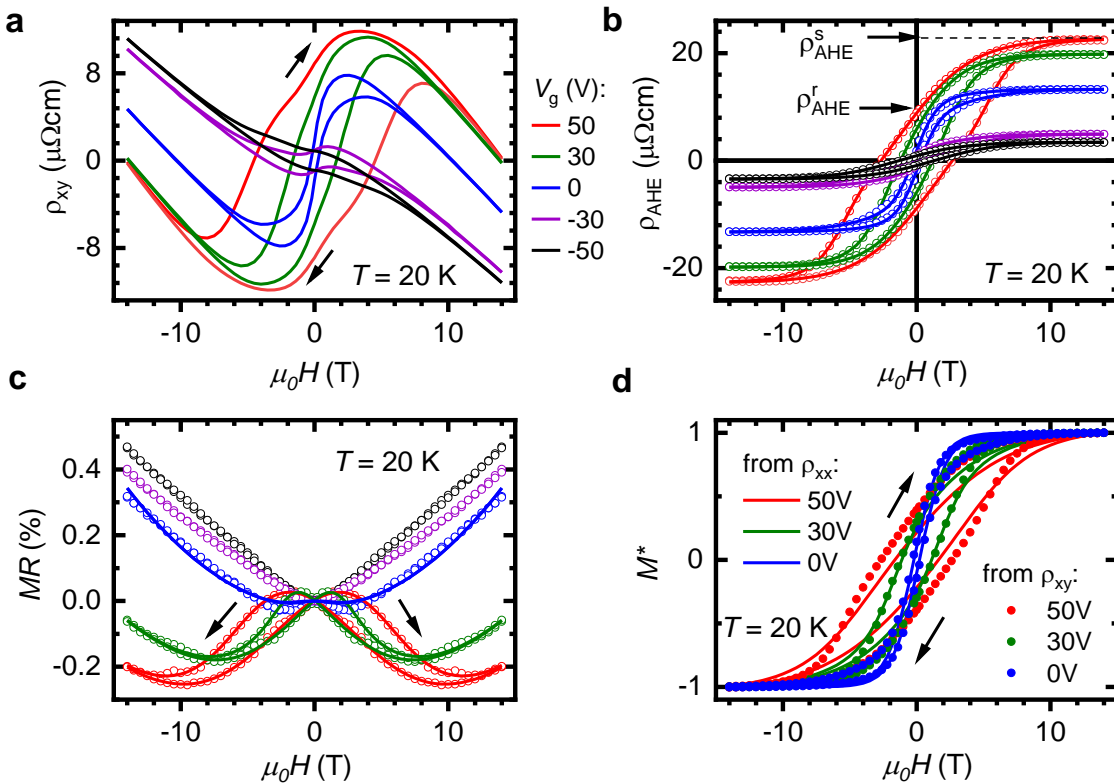 a
12
8
0
-8
ρxy (μΩcm)
-10
0
10
μ0H (T)
T = 20 K
Vg (V):
50
30
0
-30
-50
b
20
0
-20
ρAHE (μΩcm)
ρ^s_AHE
ρ^r_AHE
-10
0
10
μ0H (T)
T = 20 K
c
0.4
0.2
0.0
-0.2
MR (%)
T = 20 K
-10
0
10
μ0H (T)
d
1
0
-1
M*
from ρxx:
50V
30V
0V
from ρxy:
50V
30V
0V
T = 20 K
-10
0
10
μ0H (T)